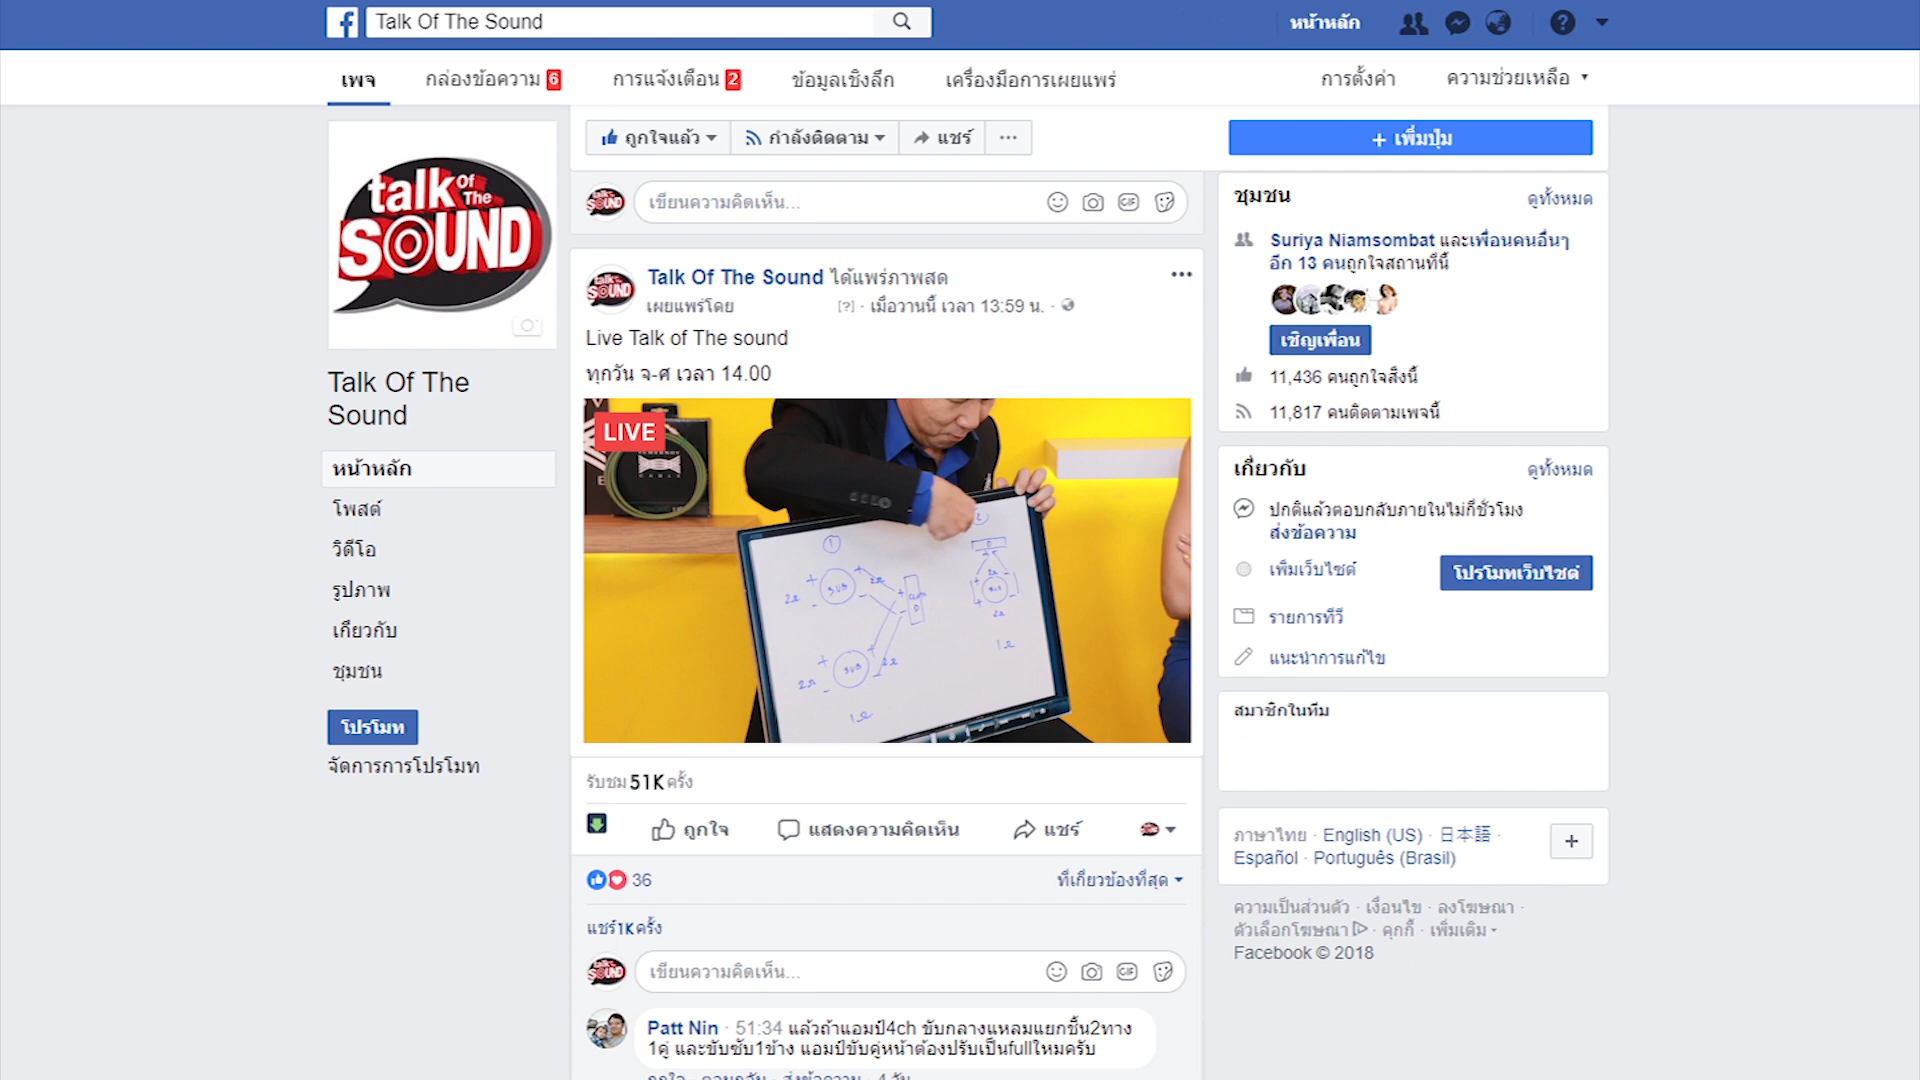 Talk Of The Sound
หน้าหลัก
เพจ กล่องข้อความ 6 การแจ้งเตือน 2 ข้อมูลเชิงลึก เครื่องมือการเผยแพร่ การตั้งค่า ความช่วยเหลือ
talk Of The SOUND
Talk Of The
Sound
หน้าหลัก
โพสต์
วิดีโอ
รูปภาพ
เกี่ยวกับ
ชุมชน
โปรโมท
จัดการการโปรโมท
ถูกใจแล้ว กำลังติดตาม แชร์ ...
+ เพิ่มปุ่ม
เขียนความคิดเห็น...
GIF
Talk Of The Sound ได้แพร่ภาพสด
เผยแพร่โดย [?] · เมื่อวานนี้ เวลา 13:59 น. ·
Live Talk of The sound
ทุกวัน จ-ศ เวลา 14.00
LIVE
CABLE
1
2
+ SUB + 2Ω
2Ω - -
+ SUB + 2Ω
2Ω - -
1Ω
2Ω
1Ω
รับชม 51K ครั้ง
ถูกใจ แสดงความคิดเห็น แชร์
36 ที่เกี่ยวข้องที่สุด
แชร์1Kครั้ง
เขียนความคิดเห็น...
GIF
Patt Nin · 51:34 แล้วถ้าแอมป์4ch ขับกลางแหลมแยกชิ้น2ทาง
1คู่ และขับซับ1ข้าง แอมป์ขับคู่หน้าต้องปรับเป็นfullไหมครับ
ชุมชน ดูทั้งหมด
Suriya Niamsombat และเพื่อนคนอื่นๆ
อีก 13 คนถูกใจสถานที่นี้
เชิญเพื่อน
11,436 คนถูกใจสิ่งนี้
11,817 คนติดตามเพจนี้
เกี่ยวกับ ดูทั้งหมด
ปกติแล้วตอบกลับภายในไม่กี่ชั่วโมง
ส่งข้อความ
เพิ่มเว็บไซต์ โปรโมทเว็บไซต์
รายการทีวี
แนะนำการแก้ไข
สมาชิกในทีม
ภาษาไทย · English (US) · 日本語 ·
Español · Português (Brasil)
+
ความเป็นส่วนตัว · เงื่อนไข · ลงโฆษณา ·
ตัวเลือกโฆษณา · คุกกี้ · เพิ่มเติม
Facebook © 2018